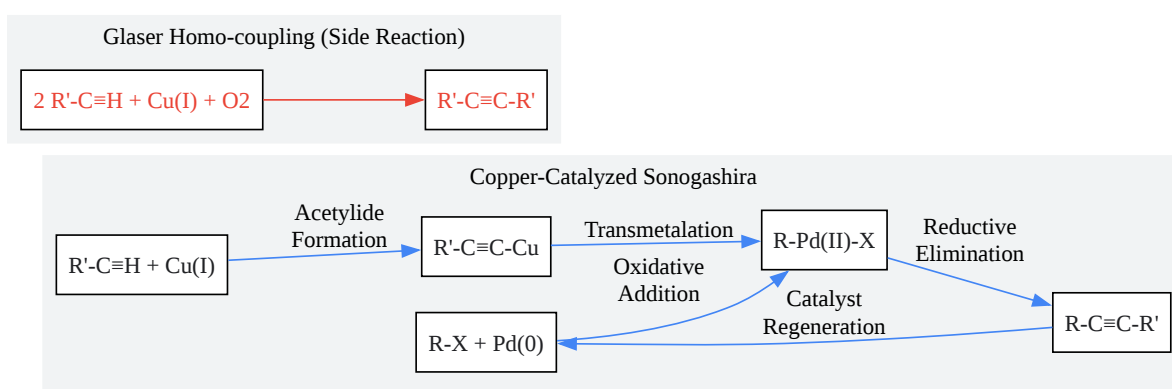 Glaser Homo-coupling (Side Reaction)
2 R'-C≡H + Cu(I) + O2
R'-C≡C-R'
Copper-Catalyzed Sonogashira
R'-C≡H + Cu(I)
Acetylide
Formation
R'-C≡C-Cu
Transmetalation
R-Pd(II)-X
Reductive
Elimination
Oxidative
Addition
R-X + Pd(0)
Catalyst
Regeneration
R-C≡C-R'